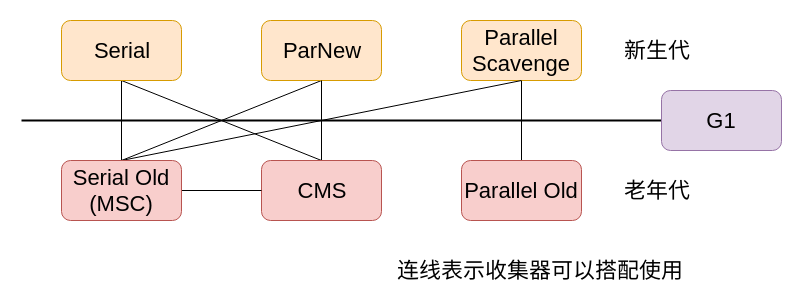 Serial
ParNew
Parallel
Scavenge
新生代
G1
Serial Old
(MSC)
CMS
Parallel Old
老年代
连线表示收集器可以搭配使用